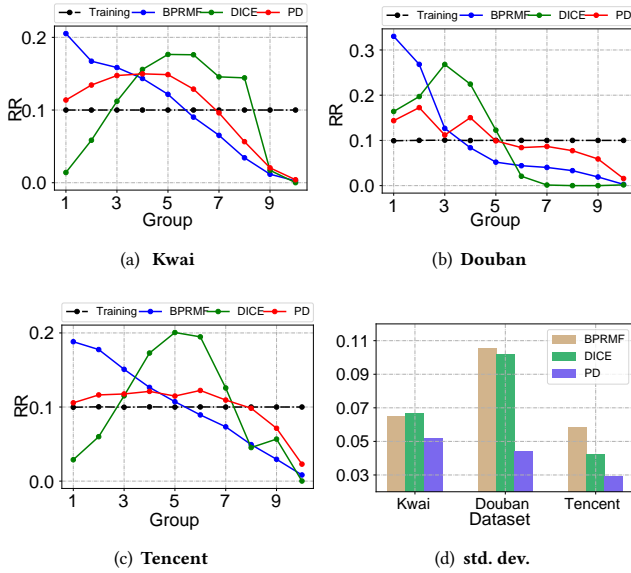 Training BPRMF DICE PD
0.2
0.1
0.0
RR
1 3 5 7 9
Group
(a) Kwai
Training BPRMF DICE PD
0.3
0.2
0.1
0.0
RR
1 3 5 7 9
Group
(b) Douban
Training BPRMF DICE PD
0.2
0.1
0.0
RR
1 3 5 7 9
Group
(c) Tencent
BPRMF
DICE
PD
0.11
0.09
0.07
0.05
0.03
Kwai Douban Tencent
Dataset
(d) std. dev.